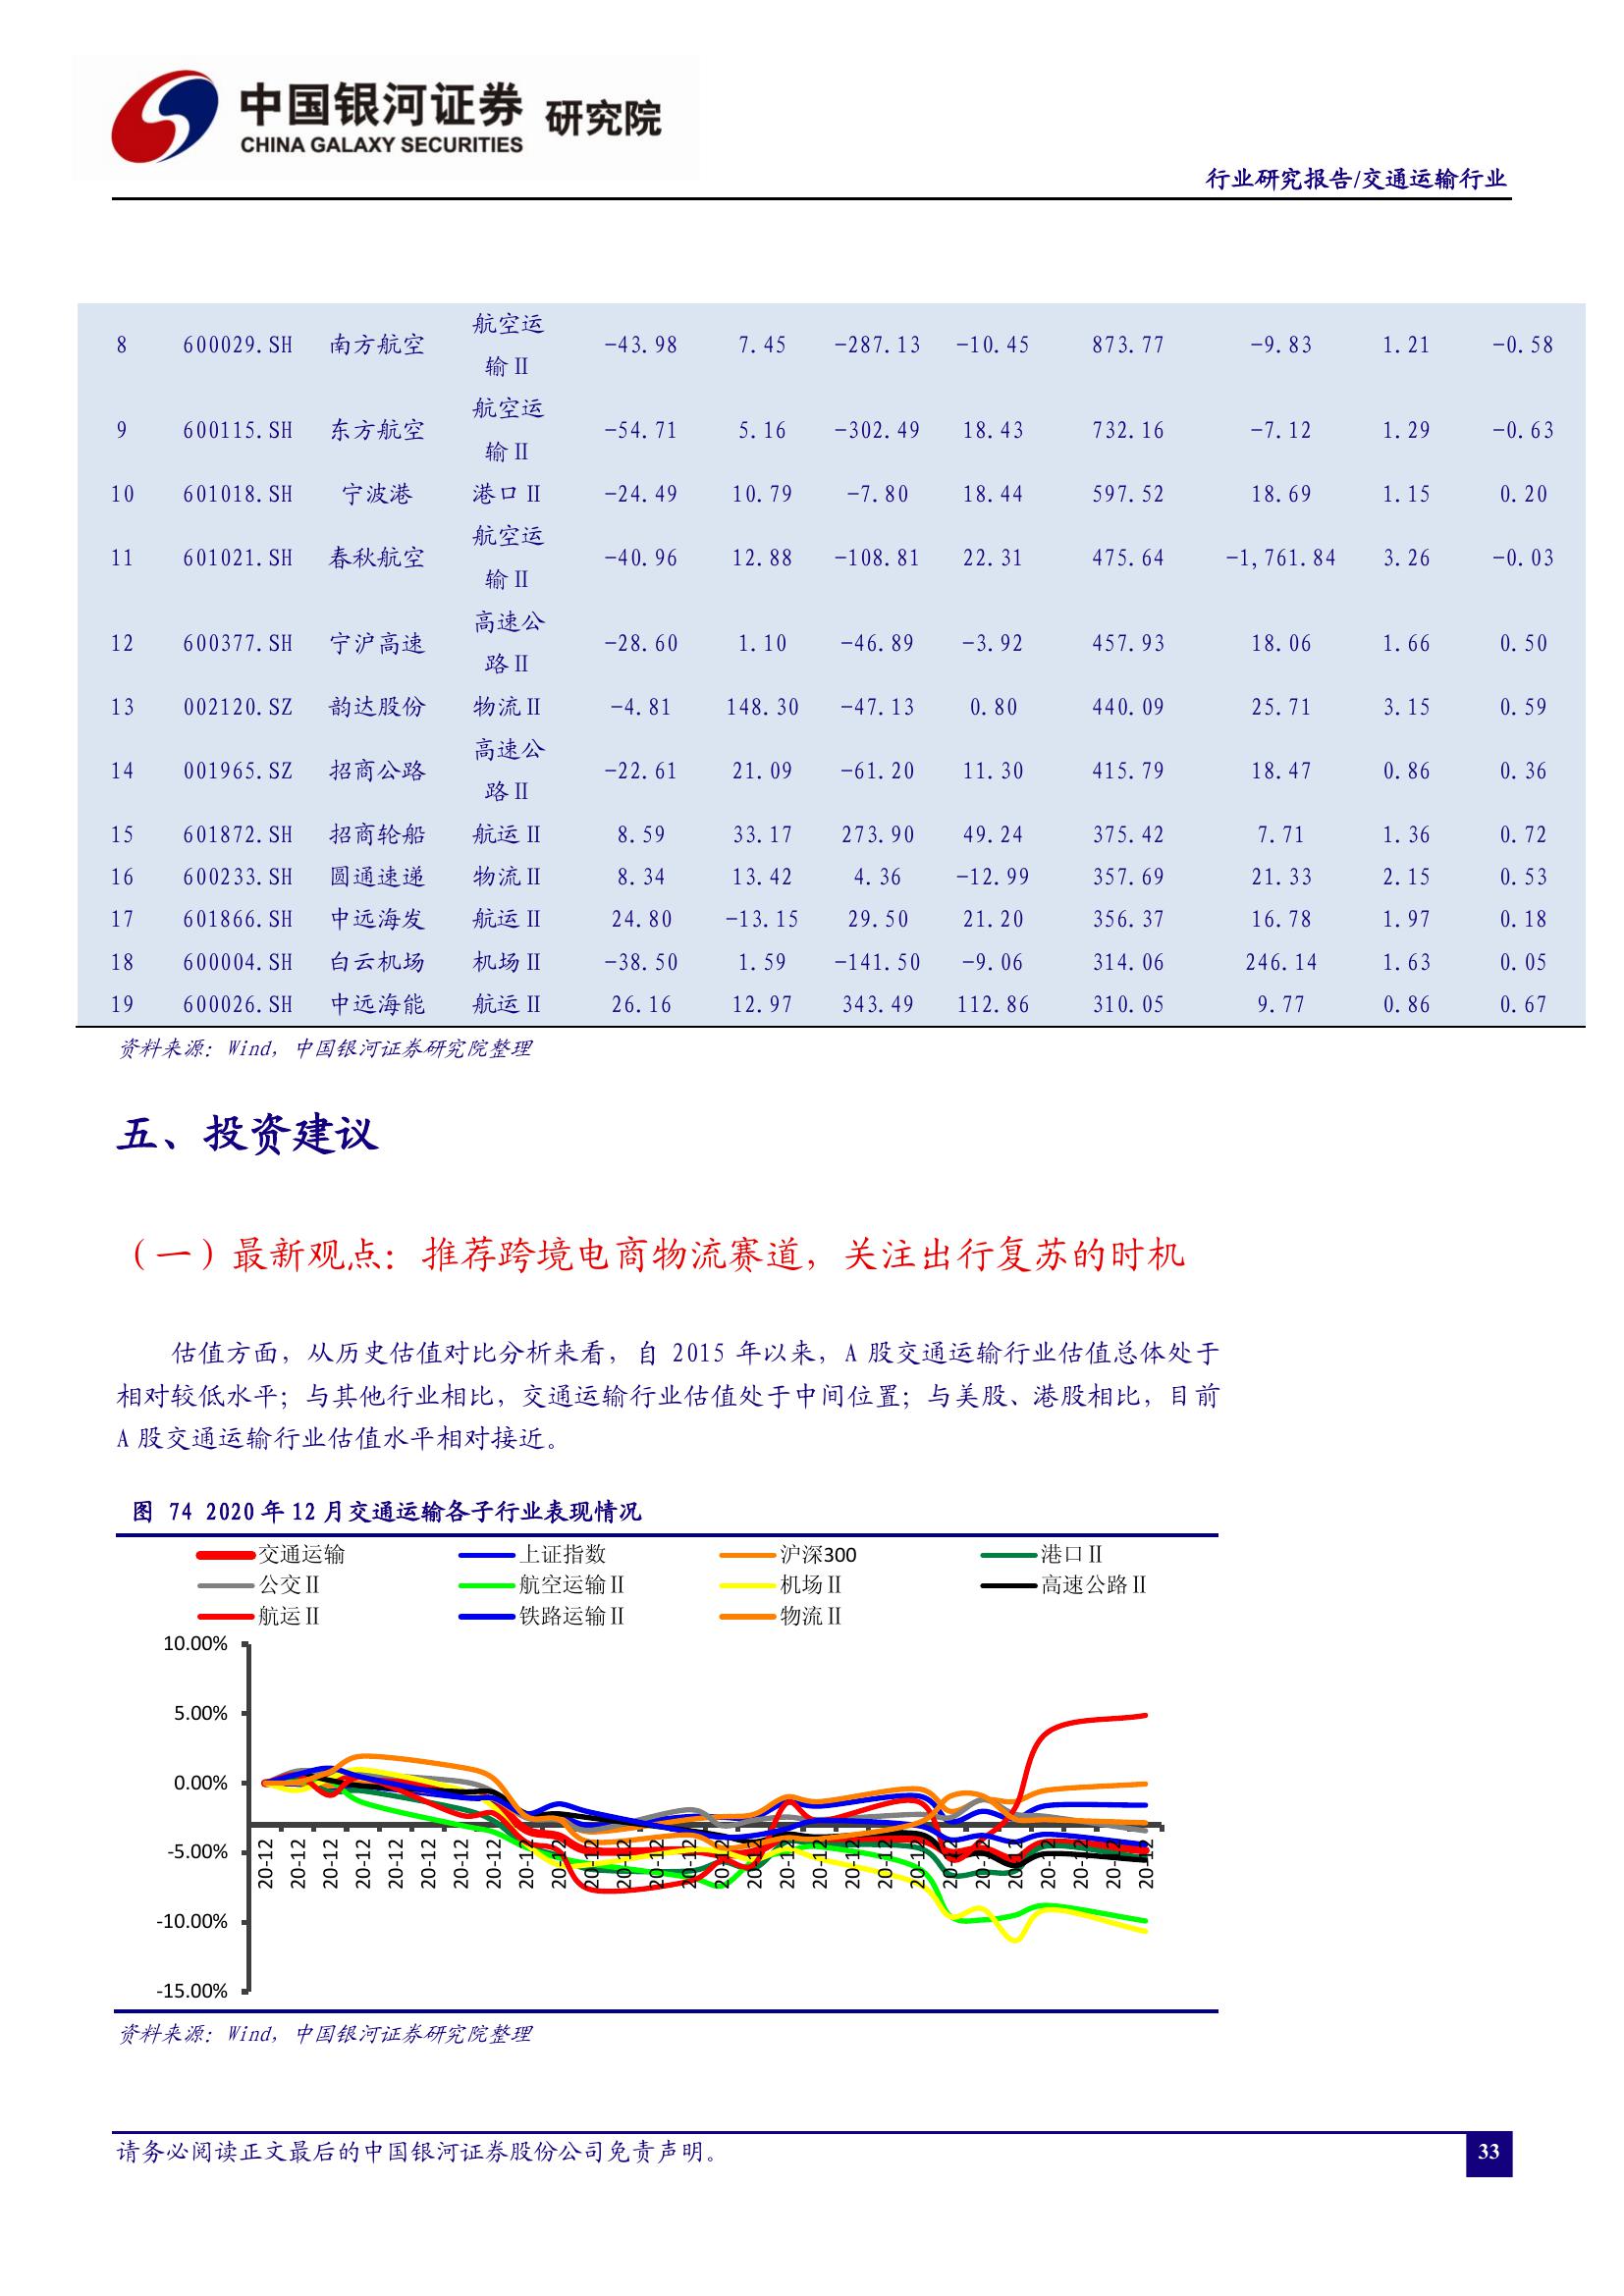 中国银河证券 研究院
CHINA GALAXY SECURITIES
行业研究报告/交通运输行业
8 600029.SH 南方航空 航空运输Ⅱ -43.98 7.45 -287.13 -10.45 873.77 -9.83 1.21 -0.58
9 600115.SH 东方航空 航空运输Ⅱ -54.71 5.16 -302.49 18.43 732.16 -7.12 1.29 -0.63
10 601018.SH 宁波港 港口Ⅱ -24.49 10.79 -7.80 18.44 597.52 18.69 1.15 0.20
11 601021.SH 春秋航空 航空运输Ⅱ -40.96 12.88 -108.81 22.31 475.64 -1,761.84 3.26 -0.03
12 600377.SH 宁沪高速 高速公路Ⅱ -28.60 1.10 -46.89 -3.92 457.93 18.06 1.66 0.50
13 002120.SZ 韵达股份 物流Ⅱ -4.81 148.30 -47.13 0.80 440.09 25.71 3.15 0.59
14 001965.SZ 招商公路 高速公路Ⅱ -22.61 21.09 -61.20 11.30 415.79 18.47 0.86 0.36
15 601872.SH 招商轮船 航运Ⅱ 8.59 33.17 273.90 49.24 375.42 7.71 1.36 0.72
16 600233.SH 圆通速递 物流Ⅱ 8.34 13.42 4.36 -12.99 357.69 21.33 2.15 0.53
17 601866.SH 中远海发 航运Ⅱ 24.80 -13.15 29.50 21.20 356.37 16.78 1.97 0.18
18 600004.SH 白云机场 机场Ⅱ -38.50 1.59 -141.50 -9.06 314.06 246.14 1.63 0.05
19 600026.SH 中远海能 航运Ⅱ 26.16 12.97 343.49 112.86 310.05 9.77 0.86 0.67
资料来源：Wind，中国银河证券研究院整理
五、投资建议
（一）最新观点：推荐跨境电商物流赛道，关注出行复苏的时机
估值方面，从历史估值对比分析来看，自 2015 年以来，A 股交通运输行业估值总体处于
相对较低水平；与其他行业相比，交通运输行业估值处于中间位置；与美股、港股相比，目前
A 股交通运输行业估值水平相对接近。
图 74 2020 年 12 月交通运输各子行业表现情况
交通运输 上证指数 沪深300 港口Ⅱ
公交Ⅱ 航空运输Ⅱ 机场Ⅱ 高速公路Ⅱ
航运Ⅱ 铁路运输Ⅱ 物流Ⅱ
10.00%
5.00%
0.00%
-5.00%
-10.00%
-15.00%
20-12 20-12 20-12 20-12 20-12 20-12 20-12 20-12 20-12 20-12 20-12 20-12 20-12 20-12 20-12 20-12 20-12 20-12 20-12 20-12 20-12 20-12 20-12 20-12 20-12 20-12 20-12 20-12
资料来源：Wind，中国银河证券研究院整理
请务必阅读正文最后的中国银河证券股份公司免责声明。
33